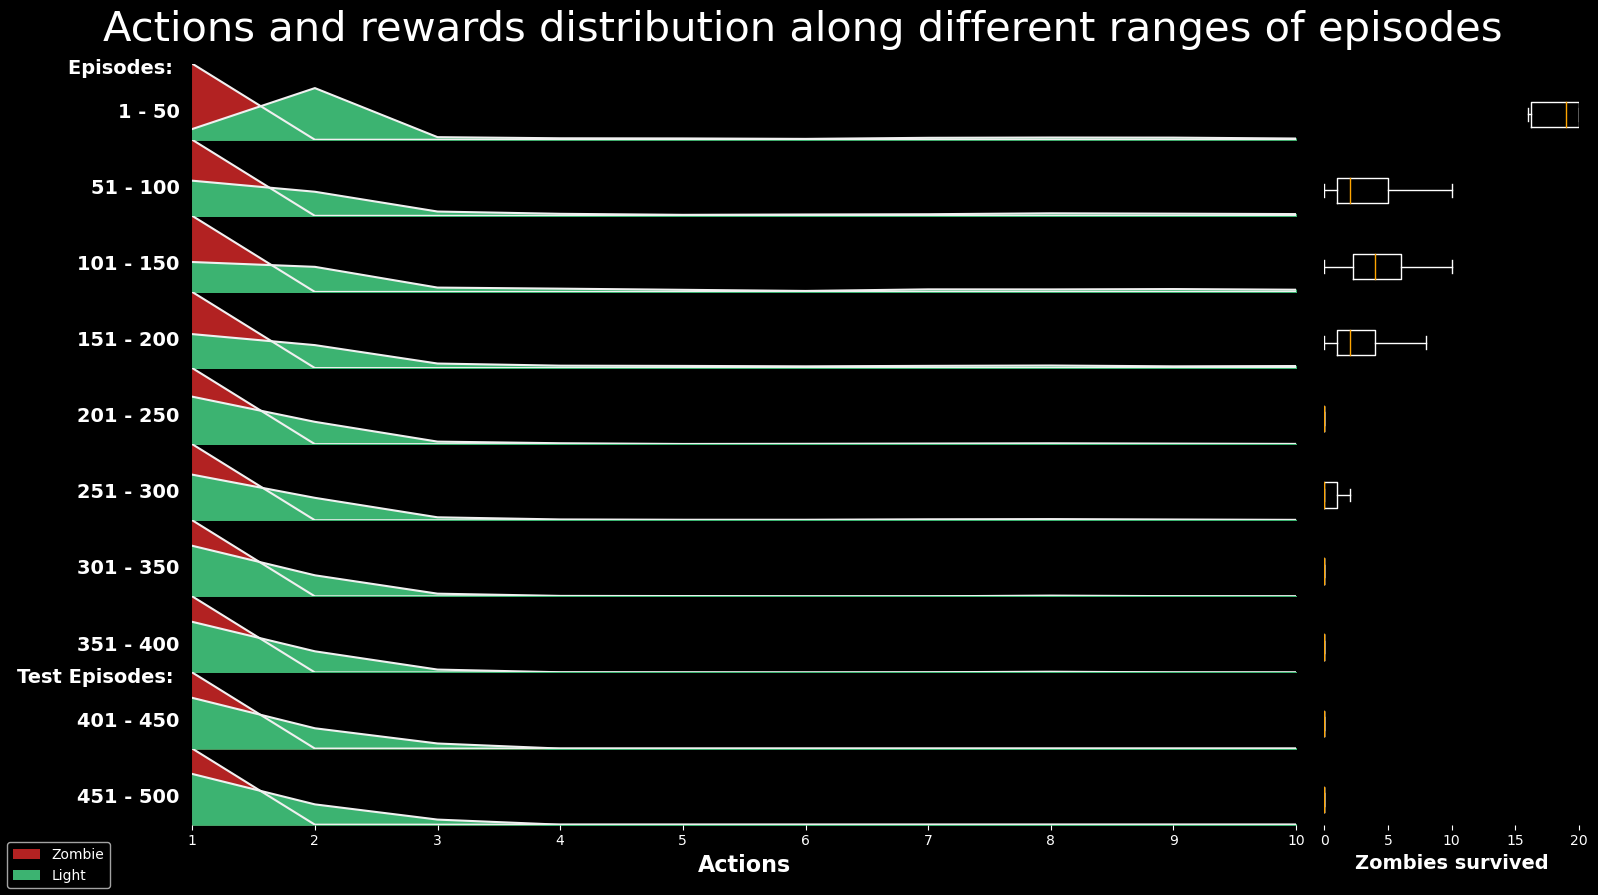 Actions and rewards distribution along different ranges of episodes
Episodes:
1 - 50
51 - 100
101 - 150
151 - 200
201 - 250
251 - 300
301 - 350
351 - 400
Test Episodes:
401 - 450
451 - 500
1 2 3 4 5 6 7 8 9 10
0 5 10 15 20
Actions
Zombies survived
Zombie
Light